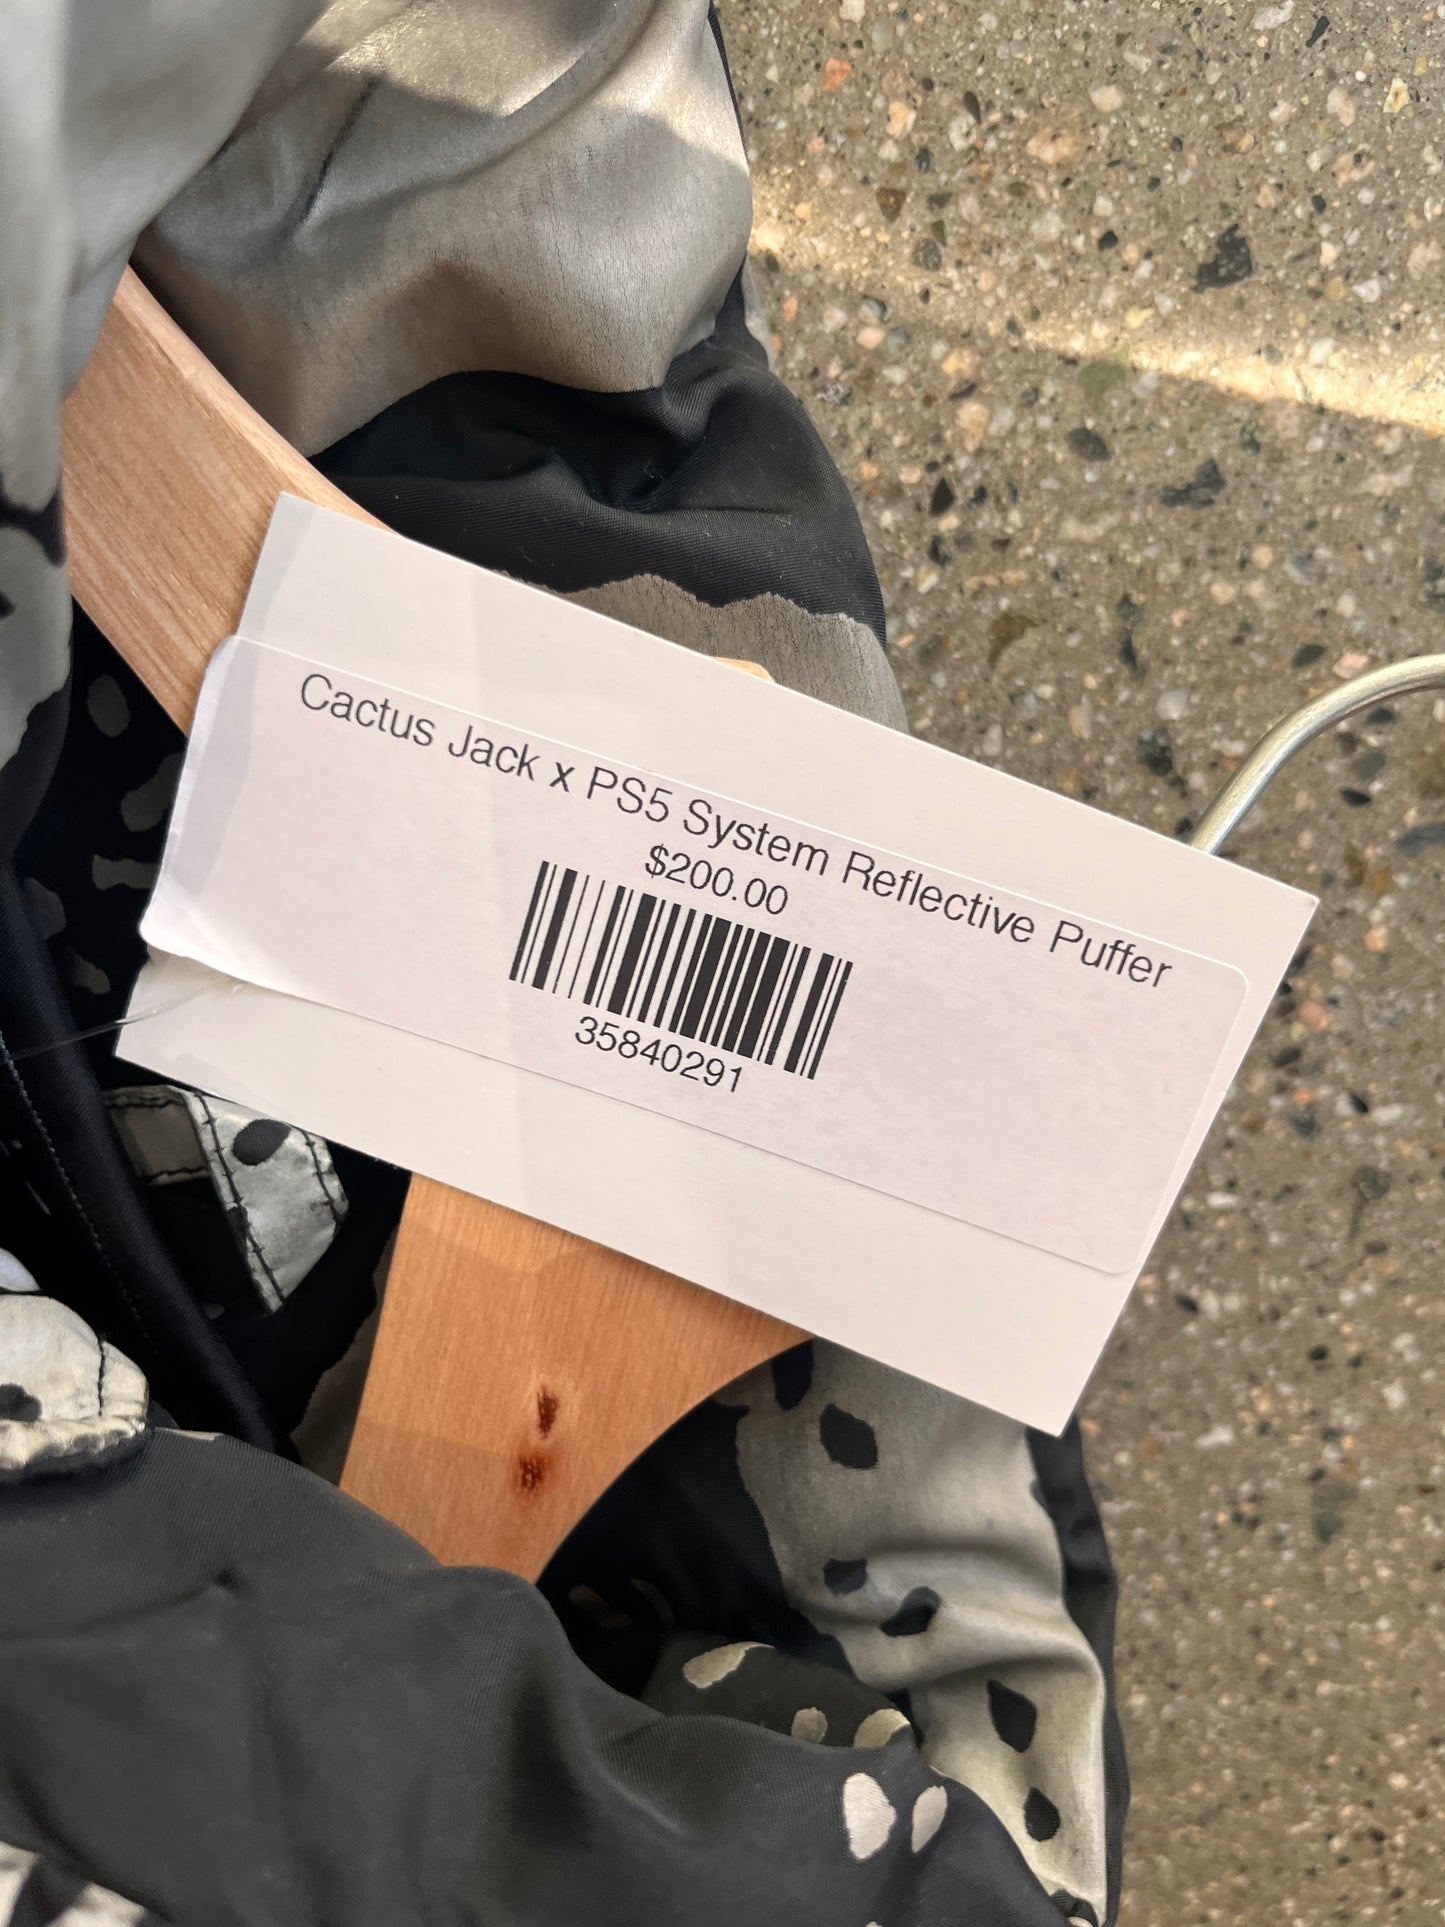 Cactus Jack x PS5 System Reflective Puffer
$200.00
35840291